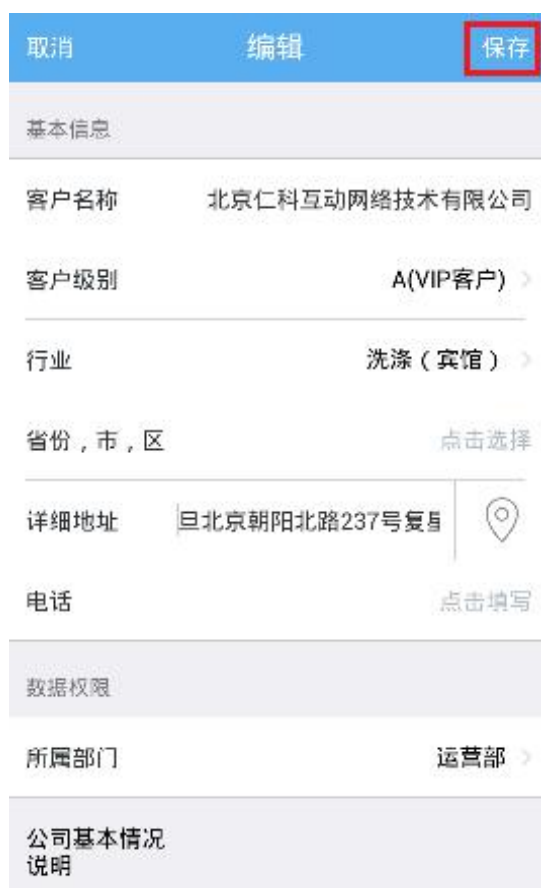 取消 编辑 保存
基本信息
客户名称 北京仁科互动网络技术有限公司
客户级别 A(VIP客户)
行业 洗涤(宾馆)
省份,市,区 点击选择
详细地址 旦北京朝阳北路237号复星
电话 点击填写
数据权限
所属部门 运营部
公司基本情况
说明